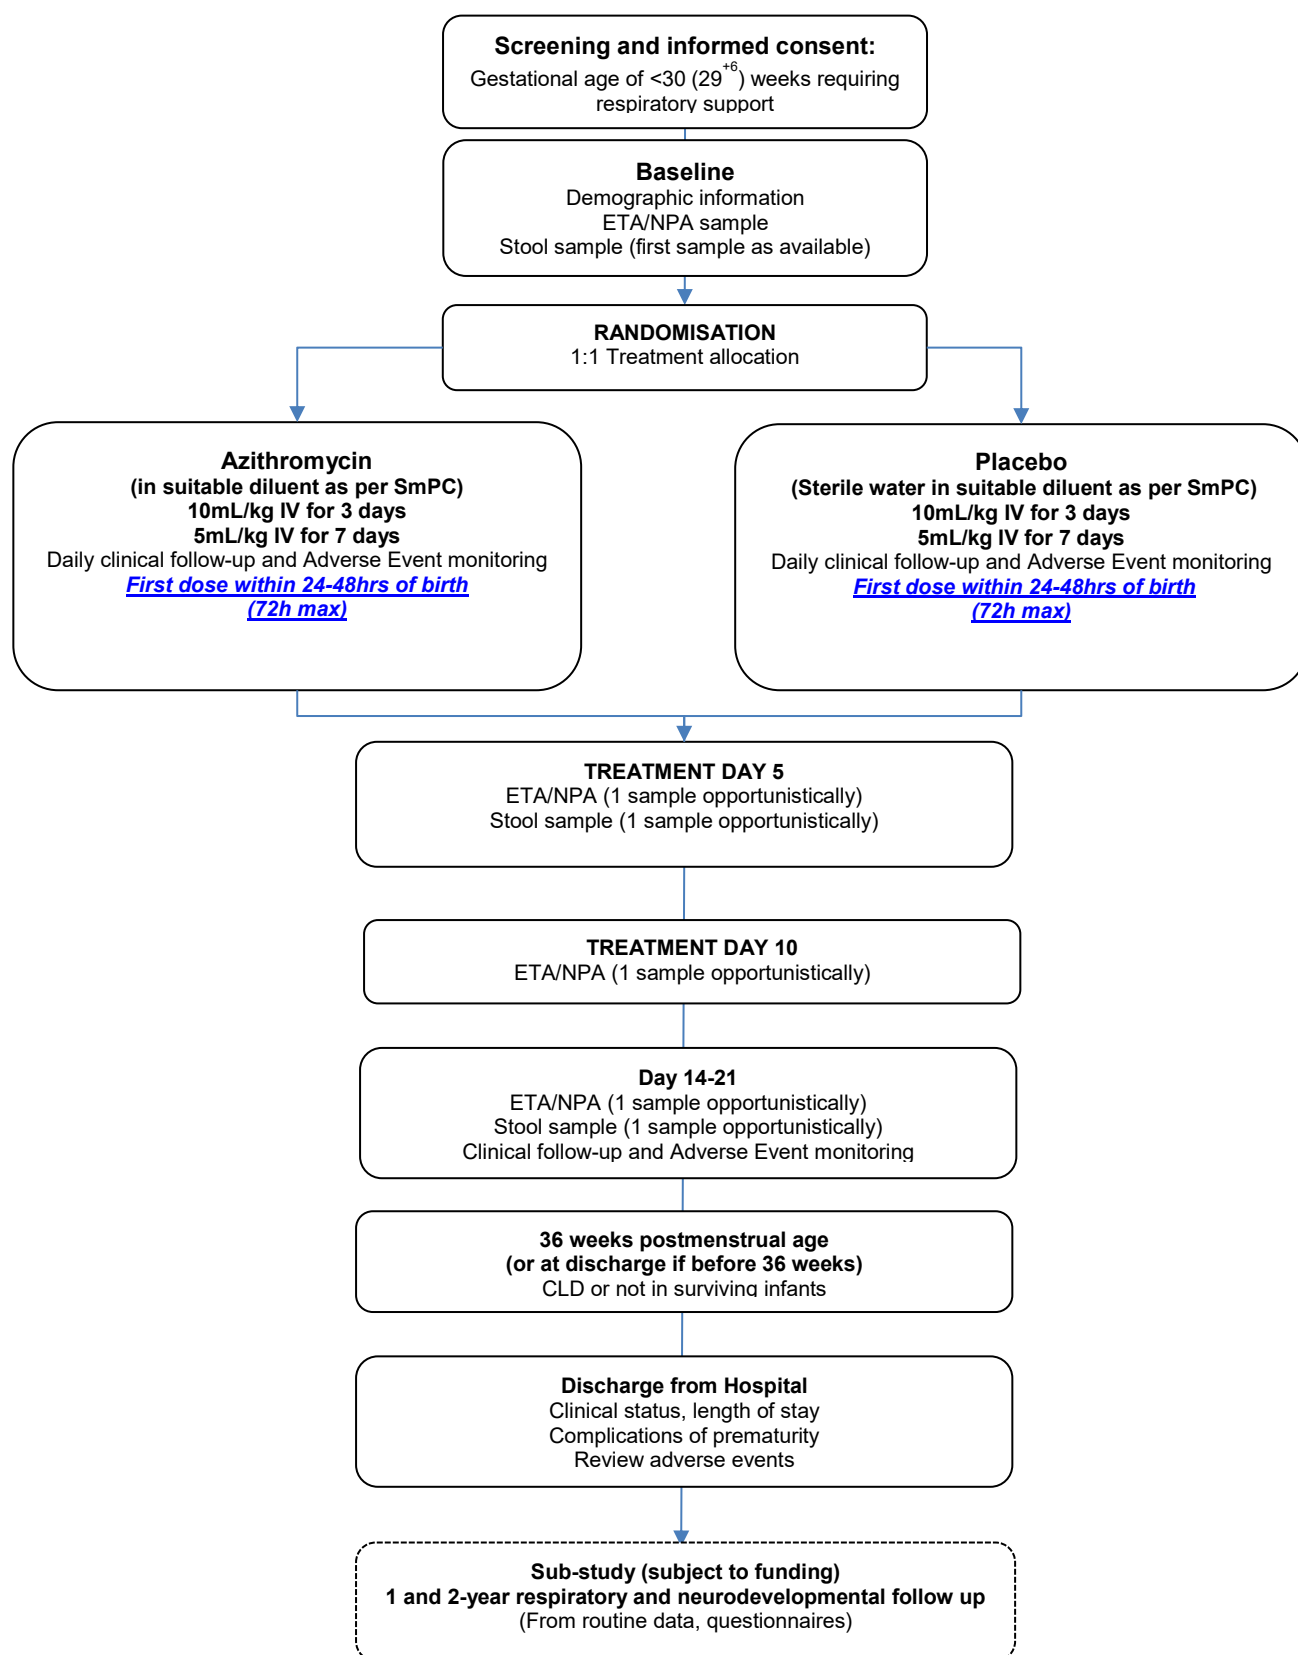 Screening and informed consent:
Gestational age of <30 (29+6) weeks requiring
respiratory support
Baseline
Demographic information
ETA/NPA sample
Stool sample (first sample as available)
RANDOMISATION
1:1 Treatment allocation
Azithromycin
(in suitable diluent as per SmPC)
10mL/kg IV for 3 days
5mL/kg IV for 7 days
Daily clinical follow-up and Adverse Event monitoring
First dose within 24-48hrs of birth
(72h max)
Placebo
(Sterile water in suitable diluent as per SmPC)
10mL/kg IV for 3 days
5mL/kg IV for 7 days
Daily clinical follow-up and Adverse Event monitoring
First dose within 24-48hrs of birth
(72h max)
TREATMENT DAY 5
ETA/NPA (1 sample opportunistically)
Stool sample (1 sample opportunistically)
TREATMENT DAY 10
ETA/NPA (1 sample opportunistically)
Day 14-21
ETA/NPA (1 sample opportunistically)
Stool sample (1 sample opportunistically)
Clinical follow-up and Adverse Event monitoring
36 weeks postmenstrual age
(or at discharge if before 36 weeks)
CLD or not in surviving infants
Discharge from Hospital
Clinical status, length of stay
Complications of prematurity
Review adverse events
Sub-study (subject to funding)
1 and 2-year respiratory and neurodevelopmental follow up
(From routine data, questionnaires)